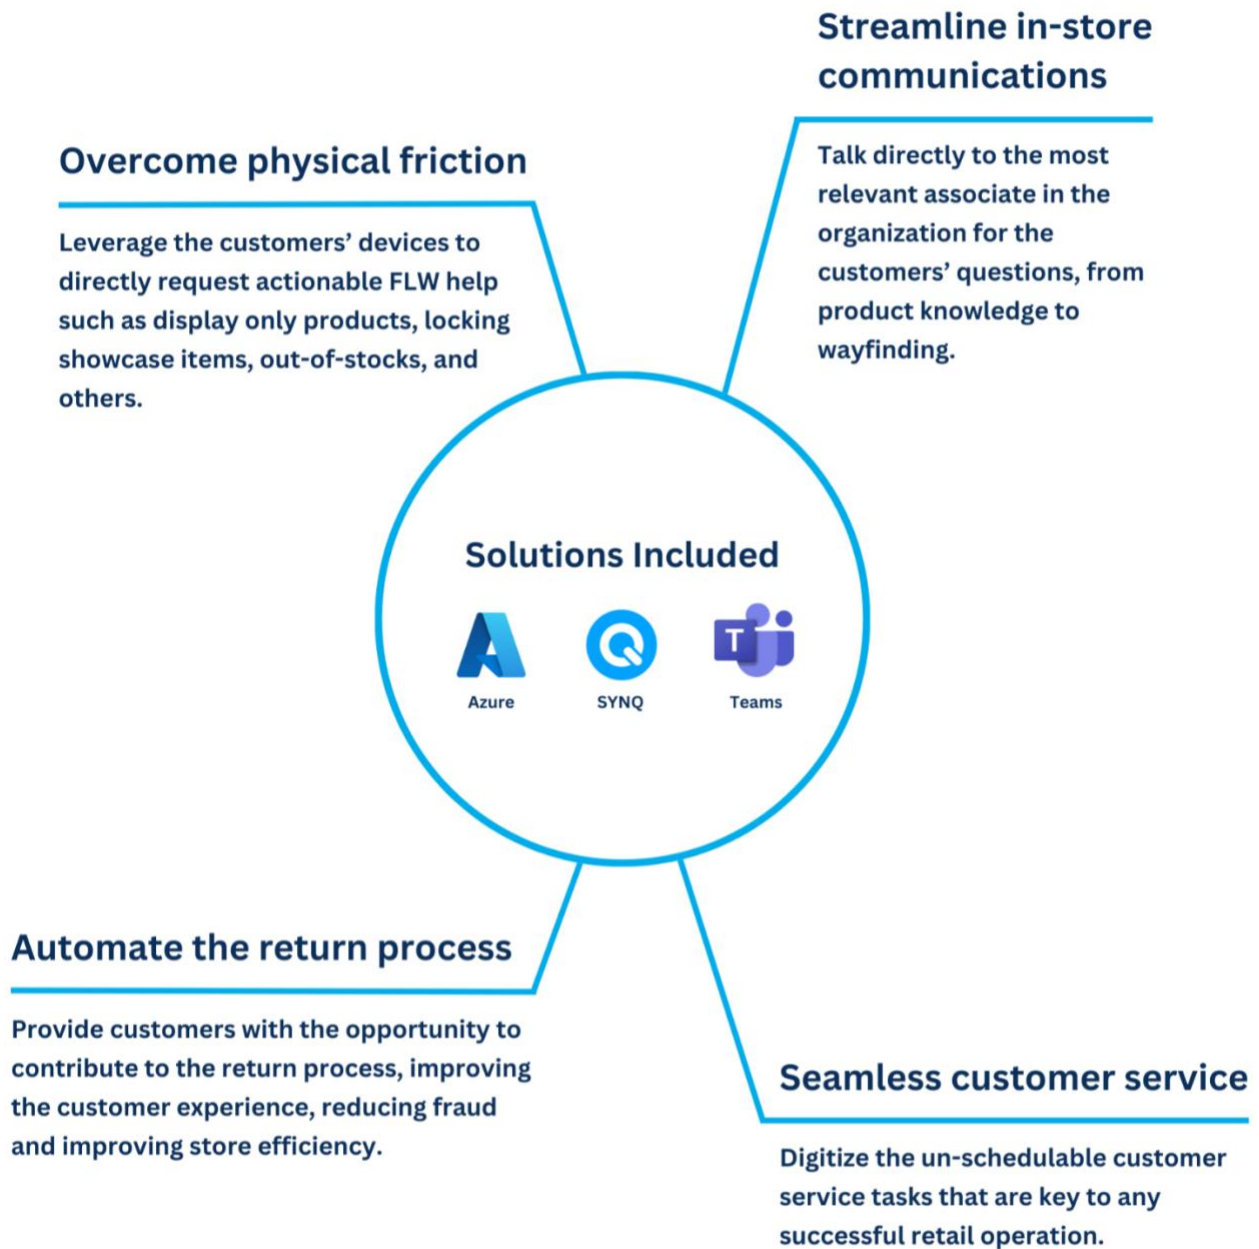 Streamline in-store
communications
Talk directly to the most
relevant associate in the
organization for the
customers’ questions, from
product knowledge to
wayfinding.
Overcome physical friction
Leverage the customers’ devices to
directly request actionable FLW help
such as display only products, locking
showcase items, out-of-stocks, and
others.
Solutions Included
T
Azure
SYNQ
Teams
Automate the return process
Provide customers with the opportunity to
contribute to the return process, improving
the customer experience, reducing fraud
and improving store efficiency.
Seamless customer service
Digitize the un-schedulable customer
service tasks that are key to any
successful retail operation.